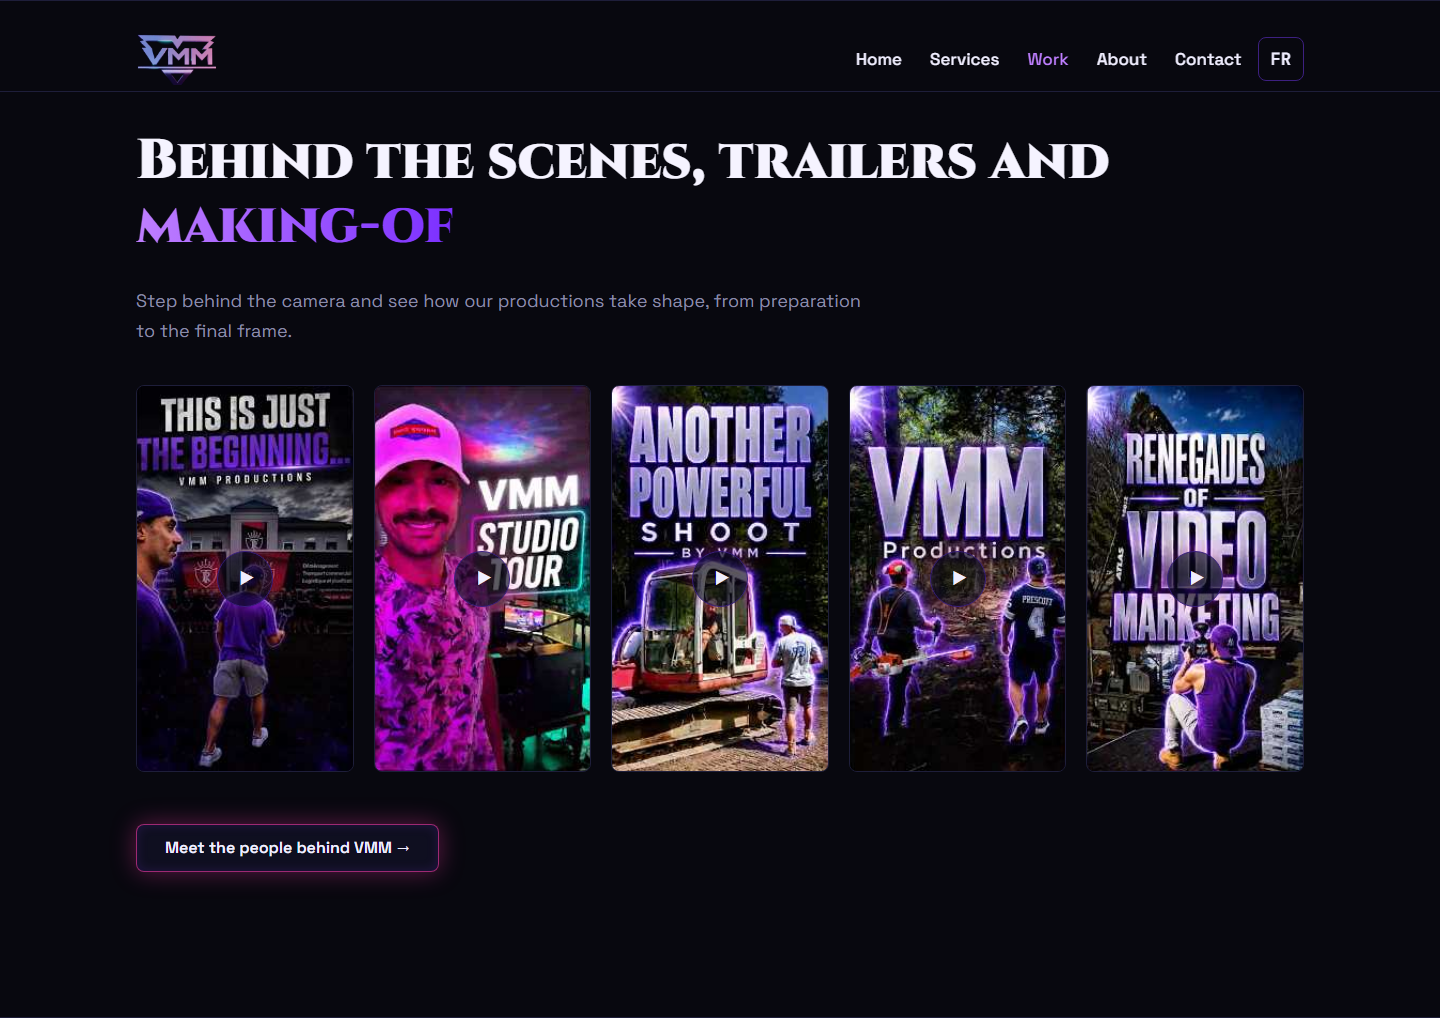 VMM
Home Services Work About Contact FR
Behind the scenes, trailers and
making-of
Step behind the camera and see how our productions take shape, from preparation
to the final frame.
THIS IS JUST
THE BEGINNING...
VMM PRODUCTIONS
VMM
STUDIO
TOUR
ANOTHER
POWERFUL
SHOOT
BY VMM
VMM
Productions
PRESCOTT
4
RENEGADES
OF
VIDEO
MARKETING
ATLAS
Meet the people behind VMM →